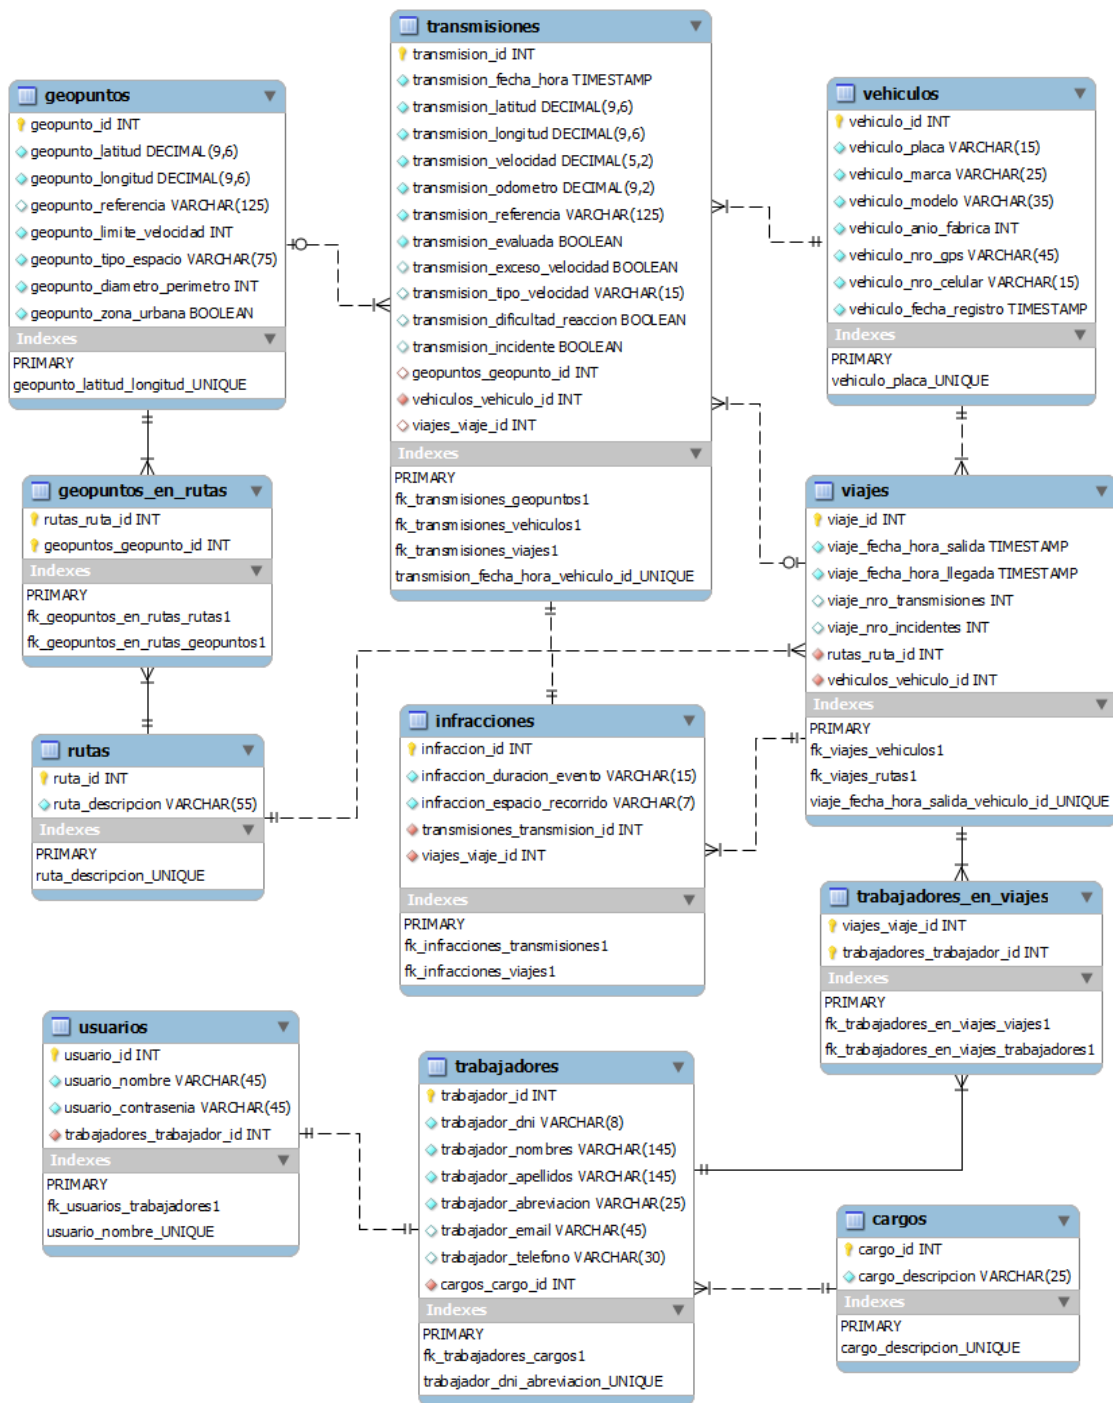 transmisiones
transmision_id INT
transmision_fecha_hora TIMESTAMP
transmision_latitud DECIMAL(9,6)
transmision_longitud DECIMAL(9,6)
transmision_velocidad DECIMAL(5,2)
transmision_odometro DECIMAL(9,2)
transmision_referencia VARCHAR(125)
transmision_evaluada BOOLEAN
transmision_exceso_velocidad BOOLEAN
transmision_tipo_velocidad VARCHAR(15)
transmision_dificultad_reaccion BOOLEAN
transmision_incidente BOOLEAN
geopuntos_geopunto_id INT
vehiculos_vehiculo_id INT
viajes_viaje_id INT
Indexes
PRIMARY
fk_transmisiones_geopuntos1
fk_transmisiones_vehiculos1
fk_transmisiones_viajes1
transmision_fecha_hora_vehiculo_id_UNIQUE
geopuntos
geopunto_id INT
geopunto_latitud DECIMAL(9,6)
geopunto_longitud DECIMAL(9,6)
geopunto_referencia VARCHAR(125)
geopunto_limite_velocidad INT
geopunto_tipo_espacio VARCHAR(75)
geopunto_diametro_perimetro INT
geopunto_zona_urbana BOOLEAN
Indexes
PRIMARY
geopunto_latitud_longitud_UNIQUE
vehiculos
vehiculo_id INT
vehiculo_placa VARCHAR(15)
vehiculo_marca VARCHAR(25)
vehiculo_modelo VARCHAR(35)
vehiculo_anio_fabrica INT
vehiculo_nro_gps VARCHAR(45)
vehiculo_nro_celular VARCHAR(15)
vehiculo_fecha_registro TIMESTAMP
Indexes
PRIMARY
vehiculo_placa_UNIQUE
geopuntos_en_rutas
rutas_ruta_id INT
geopuntos_geopunto_id INT
Indexes
PRIMARY
fk_geopuntos_en_rutas_rutas1
fk_geopuntos_en_rutas_geopuntos1
viajes
viaje_id INT
viaje_fecha_hora_salida TIMESTAMP
viaje_fecha_hora_llegada TIMESTAMP
viaje_nro_transmisiones INT
viaje_nro_incidentes INT
rutas_ruta_id INT
vehiculos_vehiculo_id INT
Indexes
PRIMARY
fk_viajes_vehiculos1
fk_viajes_rutas1
viaje_fecha_hora_salida_vehiculo_id_UNIQUE
rutas
ruta_id INT
ruta_descripcion VARCHAR(55)
Indexes
PRIMARY
ruta_descripcion_UNIQUE
infracciones
infraccion_id INT
infraccion_duracion_evento VARCHAR(15)
infraccion_espacio_recorrido VARCHAR(7)
transmisiones_transmision_id INT
viajes_viaje_id INT
Indexes
PRIMARY
fk_infracciones_transmisiones1
fk_infracciones_viajes1
trabajadores_en_viajes
viajes_viaje_id INT
trabajadores_trabajador_id INT
Indexes
PRIMARY
fk_trabajadores_en_viajes_viajes1
fk_trabajadores_en_viajes_trabajadores1
usuarios
usuario_id INT
usuario_nombre VARCHAR(45)
usuario_contrasenia VARCHAR(45)
trabajadores_trabajador_id INT
Indexes
PRIMARY
fk_usuarios_trabajadores1
usuario_nombre_UNIQUE
trabajadores
trabajador_id INT
trabajador_dni VARCHAR(8)
trabajador_nombres VARCHAR(145)
trabajador_apellidos VARCHAR(145)
trabajador_abreviacion VARCHAR(25)
trabajador_email VARCHAR(45)
trabajador_telefono VARCHAR(30)
cargos_cargo_id INT
Indexes
PRIMARY
fk_trabajadores_cargos1
trabajador_dni_abreviacion_UNIQUE
cargos
cargo_id INT
cargo_descripcion VARCHAR(25)
Indexes
PRIMARY
cargo_descripcion_UNIQUE